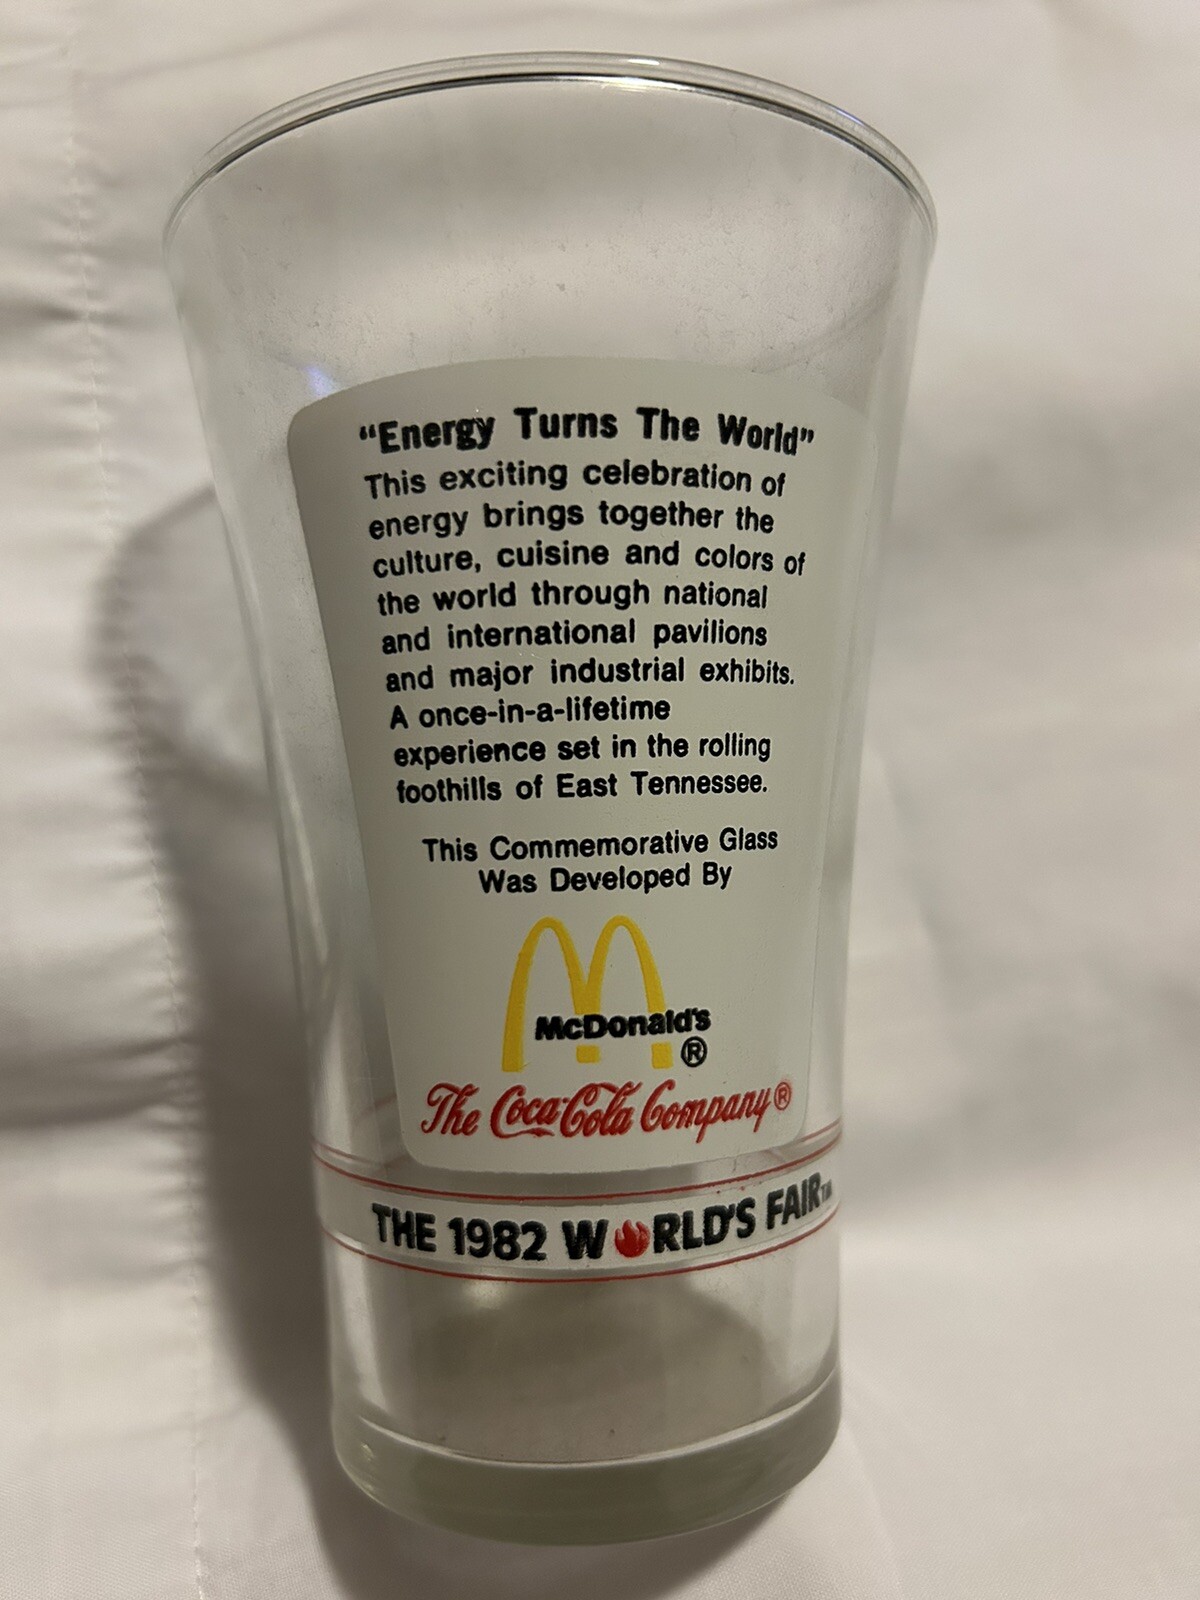 “Energy Turns The World”
This exciting celebration of
energy brings together the
culture, cuisine and colors of
the world through national
and international pavilions
and major industrial exhibits.
A once-in-a-lifetime
experience set in the rolling
foothills of East Tennessee.
This Commemorative Glass
Was Developed By
McDonald's
®
The Coca-Cola Company®
THE 1982 WORLD'S FAIR™